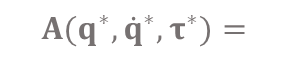 𝐀(𝐪*, 𝐪̇*, 𝛕*) =